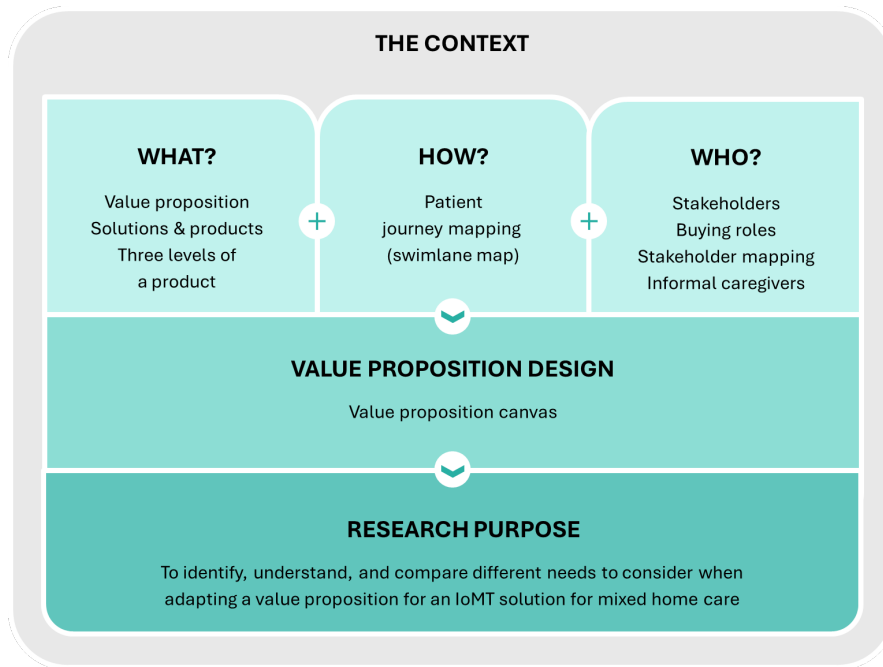 THE CONTEXT
WHAT?
Value proposition
Solutions & products
Three levels of
a product
HOW?
Patient
journey mapping
(swimlane map)
WHO?
Stakeholders
Buying roles
Stakeholder mapping
Informal caregivers
VALUE PROPOSITION DESIGN
Value proposition canvas
RESEARCH PURPOSE
To identify, understand, and compare different needs to consider when
adapting a value proposition for an IoMT solution for mixed home care